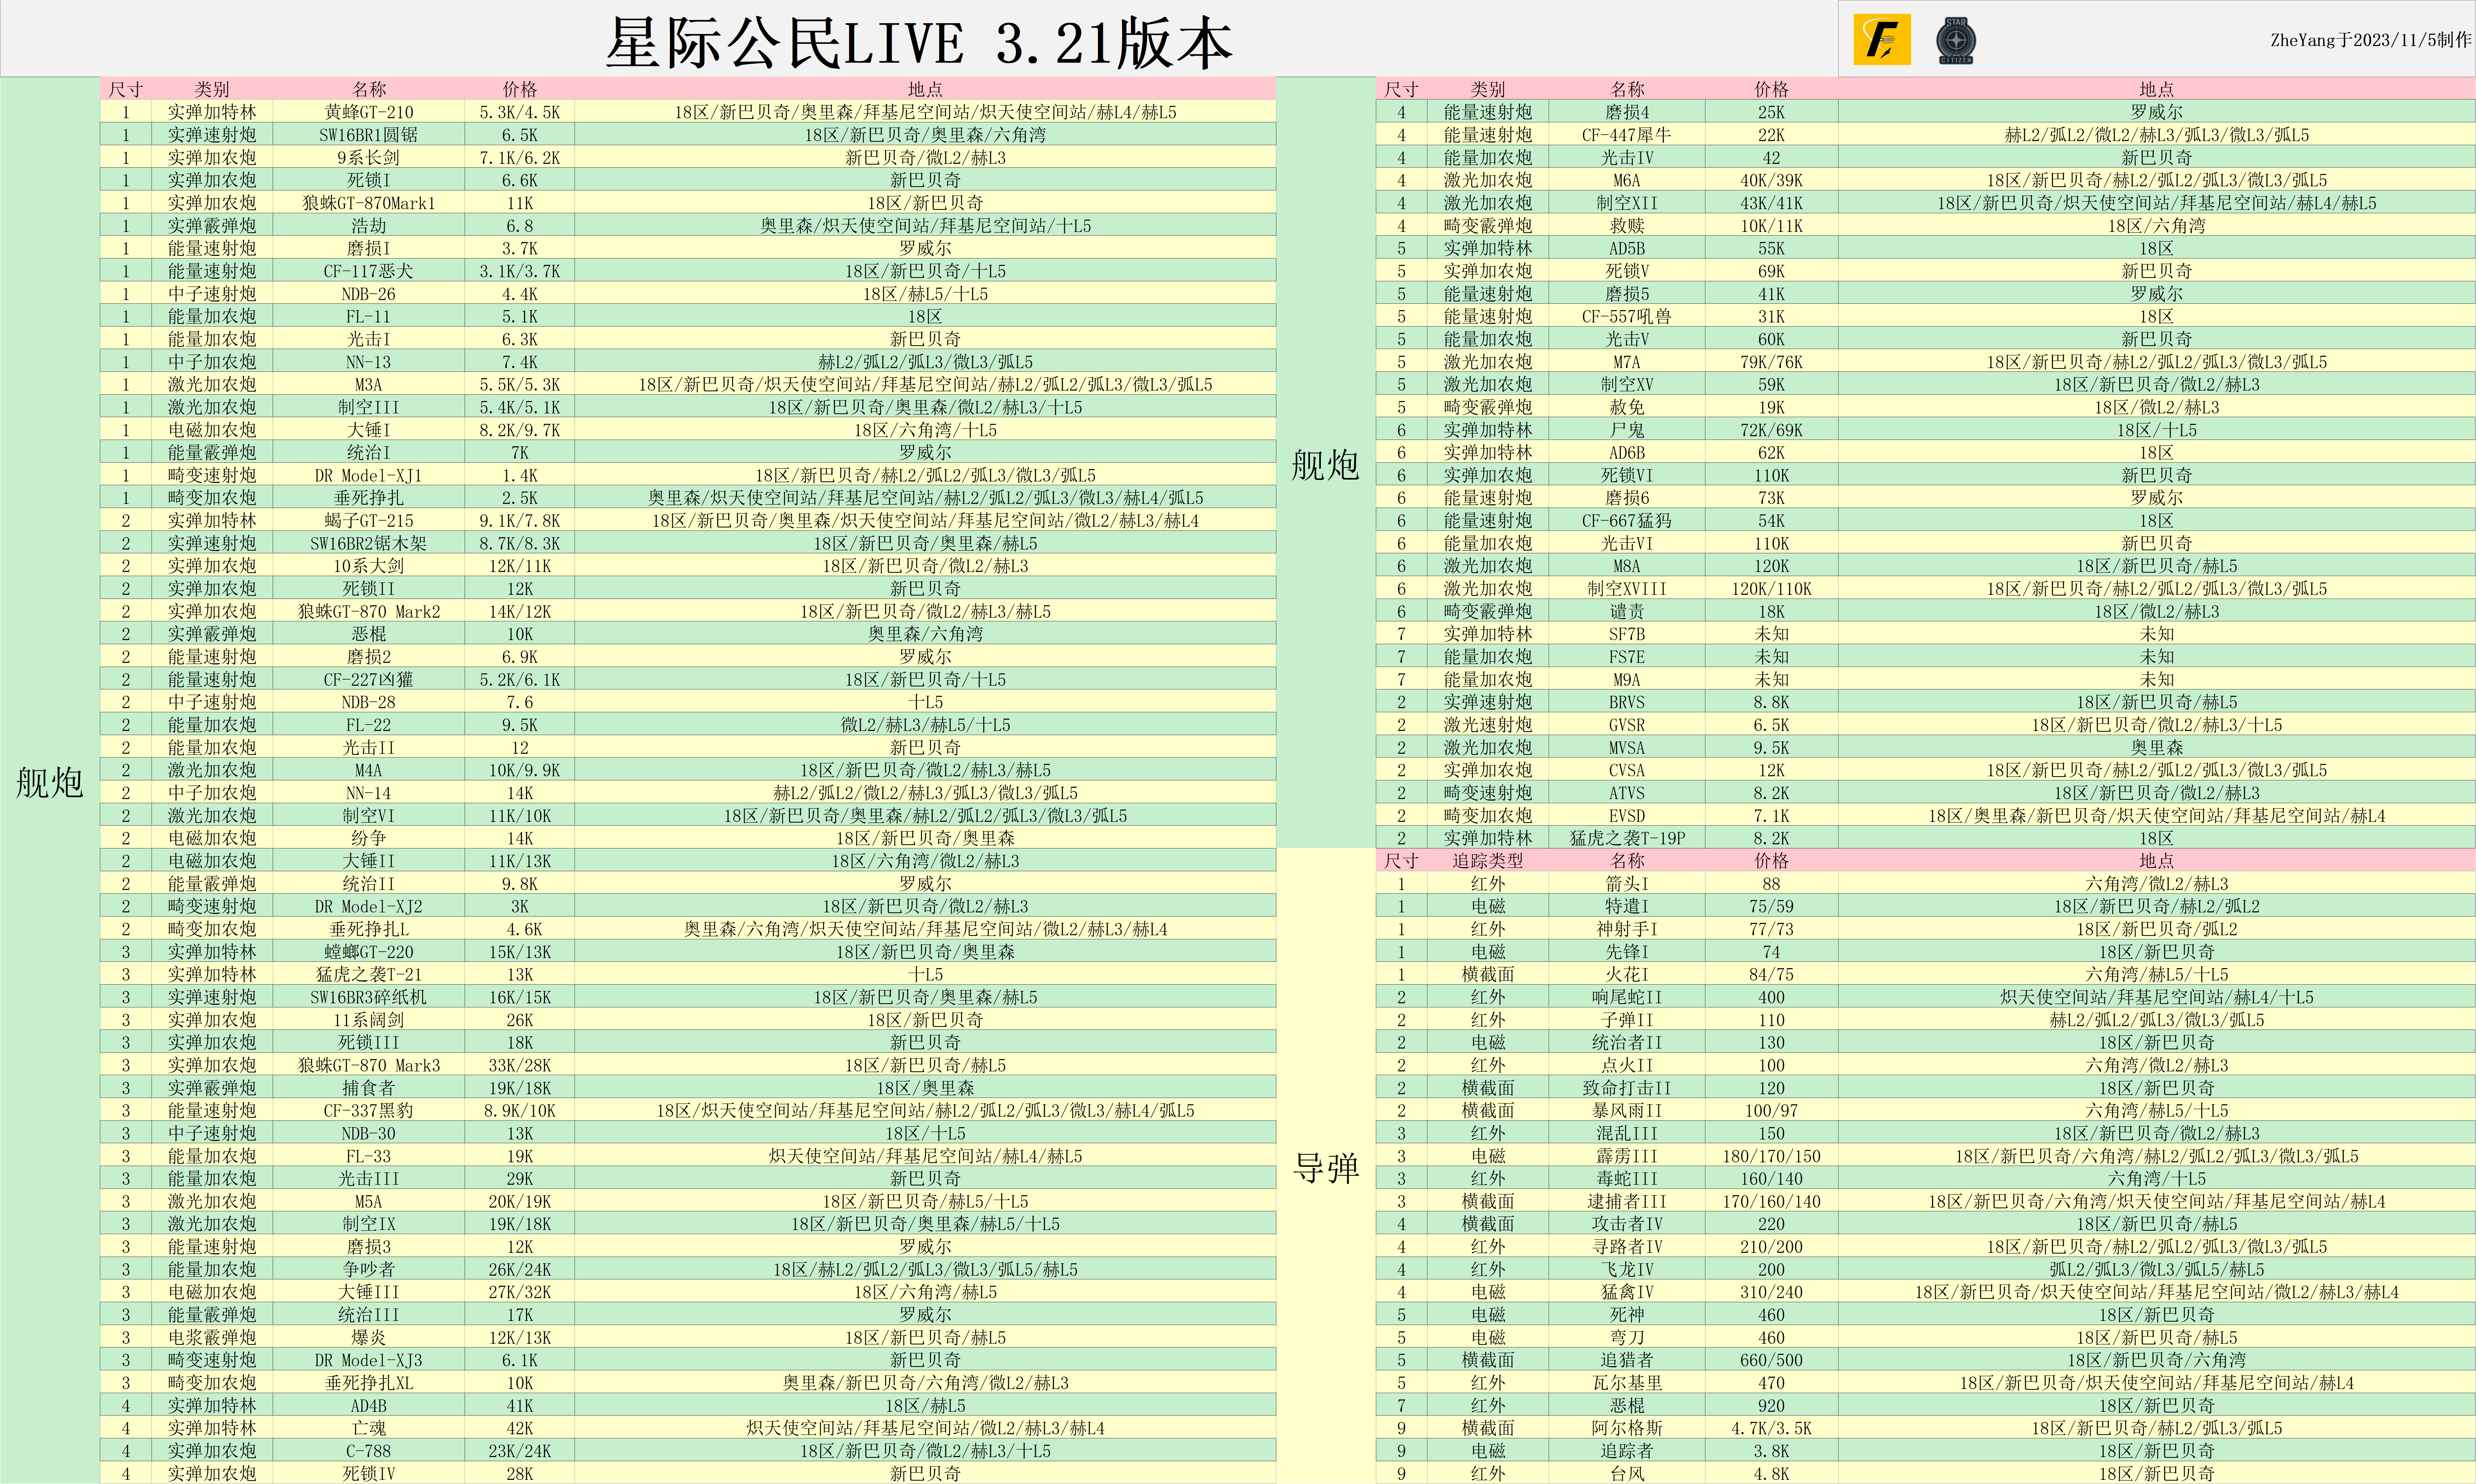 星际公民LIVE 3.21版本
STAR CITIZEN
ZheYang于2023/11/5制作
舰炮
尺寸 类别 名称 价格 地点
1 实弹加特林 黄蜂GT-210 5.3K/4.5K 18区/新巴贝奇/奥里森/拜基尼空间站/炽天使空间站/赫L4/赫L5
1 实弹速射炮 SW16BR1圆锯 6.5K 18区/新巴贝奇/奥里森/六角湾
1 实弹加农炮 9系长剑 7.1K/6.2K 新巴贝奇/微L2/赫L3
1 实弹加农炮 死锁I 6.6K 新巴贝奇
1 实弹加农炮 狼蛛GT-870Mark1 11K 18区/新巴贝奇
1 实弹霰弹炮 浩劫 6.8 奥里森/炽天使空间站/拜基尼空间站/十L5
1 能量速射炮 磨损I 3.7K 罗威尔
1 能量速射炮 CF-117恶犬 3.1K/3.7K 18区/新巴贝奇/十L5
1 中子速射炮 NDB-26 4.4K 18区/赫L5/十L5
1 能量加农炮 FL-11 5.1K 18区
1 能量加农炮 光击I 6.3K 新巴贝奇
1 中子加农炮 NN-13 7.4K 赫L2/弧L2/弧L3/微L3/弧L5
1 激光加农炮 M3A 5.5K/5.3K 18区/新巴贝奇/炽天使空间站/拜基尼空间站/赫L2/弧L2/弧L3/微L3/弧L5
1 激光加农炮 制空III 5.4K/5.1K 18区/新巴贝奇/奥里森/微L2/赫L3/十L5
1 电磁加农炮 大锤I 8.2K/9.7K 18区/六角湾/十L5
1 能量霰弹炮 统治I 7K 罗威尔
1 畸变速射炮 DR Model-XJ1 1.4K 18区/新巴贝奇/赫L2/弧L2/弧L3/微L3/弧L5
1 畸变加农炮 垂死挣扎 2.5K 奥里森/炽天使空间站/拜基尼空间站/赫L2/弧L2/弧L3/微L3/赫L4/弧L5
2 实弹加特林 蝎子GT-215 9.1K/7.8K 18区/新巴贝奇/奥里森/炽天使空间站/拜基尼空间站/微L2/赫L3/赫L4
2 实弹速射炮 SW16BR2锯木架 8.7K/8.3K 18区/新巴贝奇/奥里森/赫L5
2 实弹加农炮 10系大剑 12K/11K 18区/新巴贝奇/微L2/赫L3
2 实弹加农炮 死锁II 12K 新巴贝奇
2 实弹加农炮 狼蛛GT-870 Mark2 14K/12K 18区/新巴贝奇/微L2/赫L3/赫L5
2 实弹霰弹炮 恶棍 10K 奥里森/六角湾
2 能量速射炮 磨损2 6.9K 罗威尔
2 能量速射炮 CF-227凶獾 5.2K/6.1K 18区/新巴贝奇/十L5
2 中子速射炮 NDB-28 7.6 十L5
2 能量加农炮 FL-22 9.5K 微L2/赫L3/赫L5/十L5
2 能量加农炮 光击II 12 新巴贝奇
2 激光加农炮 M4A 10K/9.9K 18区/新巴贝奇/微L2/赫L3/赫L5
2 中子加农炮 NN-14 14K 赫L2/弧L2/微L2/赫L3/弧L3/微L3/弧L5
2 激光加农炮 制空VI 11K/10K 18区/新巴贝奇/奥里森/赫L2/弧L2/弧L3/微L3/弧L5
2 电磁加农炮 纷争 14K 18区/新巴贝奇/奥里森
2 电磁加农炮 大锤II 11K/13K 18区/六角湾/微L2/赫L3
2 能量霰弹炮 统治II 9.8K 罗威尔
2 畸变速射炮 DR Model-XJ2 3K 18区/新巴贝奇/微L2/赫L3
2 畸变加农炮 垂死挣扎L 4.6K 奥里森/六角湾/炽天使空间站/拜基尼空间站/微L2/赫L3/赫L4
3 实弹加特林 螳螂GT-220 15K/13K 18区/新巴贝奇/奥里森
3 实弹加特林 猛虎之袭T-21 13K 十L5
3 实弹速射炮 SW16BR3碎纸机 16K/15K 18区/新巴贝奇/奥里森/赫L5
3 实弹加农炮 11系阔剑 26K 18区/新巴贝奇
3 实弹加农炮 死锁III 18K 新巴贝奇
3 实弹加农炮 狼蛛GT-870 Mark3 33K/28K 18区/新巴贝奇/赫L5
3 实弹霰弹炮 捕食者 19K/18K 18区/奥里森
3 能量速射炮 CF-337黑豹 8.9K/10K 18区/炽天使空间站/拜基尼空间站/赫L2/弧L2/弧L3/微L3/赫L4/弧L5
3 中子速射炮 NDB-30 13K 18区/十L5
3 能量加农炮 FL-33 19K 炽天使空间站/拜基尼空间站/赫L4/赫L5
3 能量加农炮 光击III 29K 新巴贝奇
3 激光加农炮 M5A 20K/19K 18区/新巴贝奇/赫L5/十L5
3 激光加农炮 制空IX 19K/18K 18区/新巴贝奇/奥里森/赫L5/十L5
3 能量速射炮 磨损3 12K 罗威尔
3 能量加农炮 争吵者 26K/24K 18区/赫L2/弧L2/弧L3/微L3/弧L5/赫L5
3 电磁加农炮 大锤III 27K/32K 18区/六角湾/赫L5
3 能量霰弹炮 统治III 17K 罗威尔
3 电浆霰弹炮 爆炎 12K/13K 18区/新巴贝奇/赫L5
3 畸变速射炮 DR Model-XJ3 6.1K 新巴贝奇
3 畸变加农炮 垂死挣扎XL 10K 奥里森/新巴贝奇/六角湾/微L2/赫L3
4 实弹加特林 AD4B 41K 18区/赫L5
4 实弹加特林 亡魂 42K 炽天使空间站/拜基尼空间站/微L2/赫L3/赫L4
4 实弹加农炮 C-788 23K/24K 18区/新巴贝奇/微L2/赫L3/十L5
4 实弹加农炮 死锁IV 28K 新巴贝奇
舰炮
尺寸 类别 名称 价格 地点
4 能量速射炮 磨损4 25K 罗威尔
4 能量速射炮 CF-447犀牛 22K 赫L2/弧L2/微L2/赫L3/弧L3/微L3/弧L5
4 能量加农炮 光击IV 42 新巴贝奇
4 激光加农炮 M6A 40K/39K 18区/新巴贝奇/赫L2/弧L2/弧L3/微L3/弧L5
4 激光加农炮 制空XII 43K/41K 18区/新巴贝奇/炽天使空间站/拜基尼空间站/赫L4/赫L5
4 畸变霰弹炮 救赎 10K/11K 18区/六角湾
5 实弹加特林 AD5B 55K 18区
5 实弹加农炮 死锁V 69K 新巴贝奇
5 能量速射炮 磨损5 41K 罗威尔
5 能量速射炮 CF-557吼兽 31K 18区
5 能量加农炮 光击V 60K 新巴贝奇
5 激光加农炮 M7A 79K/76K 18区/新巴贝奇/赫L2/弧L2/弧L3/微L3/弧L5
5 激光加农炮 制空XV 59K 18区/新巴贝奇/微L2/赫L3
5 畸变霰弹炮 赦免 19K 18区/微L2/赫L3
6 实弹加特林 尸鬼 72K/69K 18区/十L5
6 实弹加特林 AD6B 62K 18区
6 实弹加农炮 死锁VI 110K 新巴贝奇
6 能量速射炮 磨损6 73K 罗威尔
6 能量速射炮 CF-667猛犸 54K 18区
6 能量加农炮 光击VI 110K 新巴贝奇
6 激光加农炮 M8A 120K 18区/新巴贝奇/赫L5
6 激光加农炮 制空XVIII 120K/110K 18区/新巴贝奇/赫L2/弧L2/弧L3/微L3/弧L5
6 畸变霰弹炮 谴责 18K 18区/微L2/赫L3
7 实弹加特林 SF7B 未知 未知
7 能量加农炮 FS7E 未知 未知
7 能量加农炮 M9A 未知 未知
2 实弹速射炮 BRVS 8.8K 18区/新巴贝奇/赫L5
2 激光速射炮 GVSR 6.5K 18区/新巴贝奇/微L2/赫L3/十L5
2 激光加农炮 MVSA 9.5K 奥里森
2 实弹加农炮 CVSA 12K 18区/新巴贝奇/赫L2/弧L2/弧L3/微L3/弧L5
2 畸变速射炮 ATVS 8.2K 18区/新巴贝奇/微L2/赫L3
2 畸变加农炮 EVSD 7.1K 18区/奥里森/新巴贝奇/炽天使空间站/拜基尼空间站/赫L4
2 实弹加特林 猛虎之袭T-19P 8.2K 18区
导弹
尺寸 追踪类型 名称 价格 地点
1 红外 箭头I 88 六角湾/微L2/赫L3
1 电磁 特遣I 75/59 18区/新巴贝奇/赫L2/弧L2
1 红外 神射手I 77/73 18区/新巴贝奇/弧L2
1 电磁 先锋I 74 18区/新巴贝奇
1 横截面 火花I 84/75 六角湾/赫L5/十L5
2 红外 响尾蛇II 400 炽天使空间站/拜基尼空间站/赫L4/十L5
2 红外 子弹II 110 赫L2/弧L2/弧L3/微L3/弧L5
2 电磁 统治者II 130 18区/新巴贝奇
2 红外 点火II 100 六角湾/微L2/赫L3
2 横截面 致命打击II 120 18区/新巴贝奇
2 横截面 暴风雨II 100/97 六角湾/赫L5/十L5
3 红外 混乱III 150 18区/新巴贝奇/微L2/赫L3
3 电磁 霹雳III 180/170/150 18区/新巴贝奇/六角湾/赫L2/弧L2/弧L3/微L3/弧L5
3 红外 毒蛇III 160/140 六角湾/十L5
3 横截面 逮捕者III 170/160/140 18区/新巴贝奇/六角湾/炽天使空间站/拜基尼空间站/赫L4
4 横截面 攻击者IV 220 18区/新巴贝奇/赫L5
4 红外 寻路者IV 210/200 18区/新巴贝奇/赫L2/弧L2/弧L3/微L3/弧L5
4 红外 飞龙IV 200 弧L2/弧L3/微L3/弧L5/赫L5
4 电磁 猛禽IV 310/240 18区/新巴贝奇/炽天使空间站/拜基尼空间站/微L2/赫L3/赫L4
5 电磁 死神 460 18区/新巴贝奇
5 电磁 弯刀 460 18区/新巴贝奇/赫L5
5 横截面 追猎者 660/500 18区/新巴贝奇/六角湾
5 红外 瓦尔基里 470 18区/新巴贝奇/炽天使空间站/拜基尼空间站/赫L4
7 红外 恶棍 920 18区/新巴贝奇
9 横截面 阿尔格斯 4.7K/3.5K 18区/新巴贝奇/赫L2/弧L3/弧L5
9 电磁 追踪者 3.8K 18区/新巴贝奇
9 红外 台风 4.8K 18区/新巴贝奇